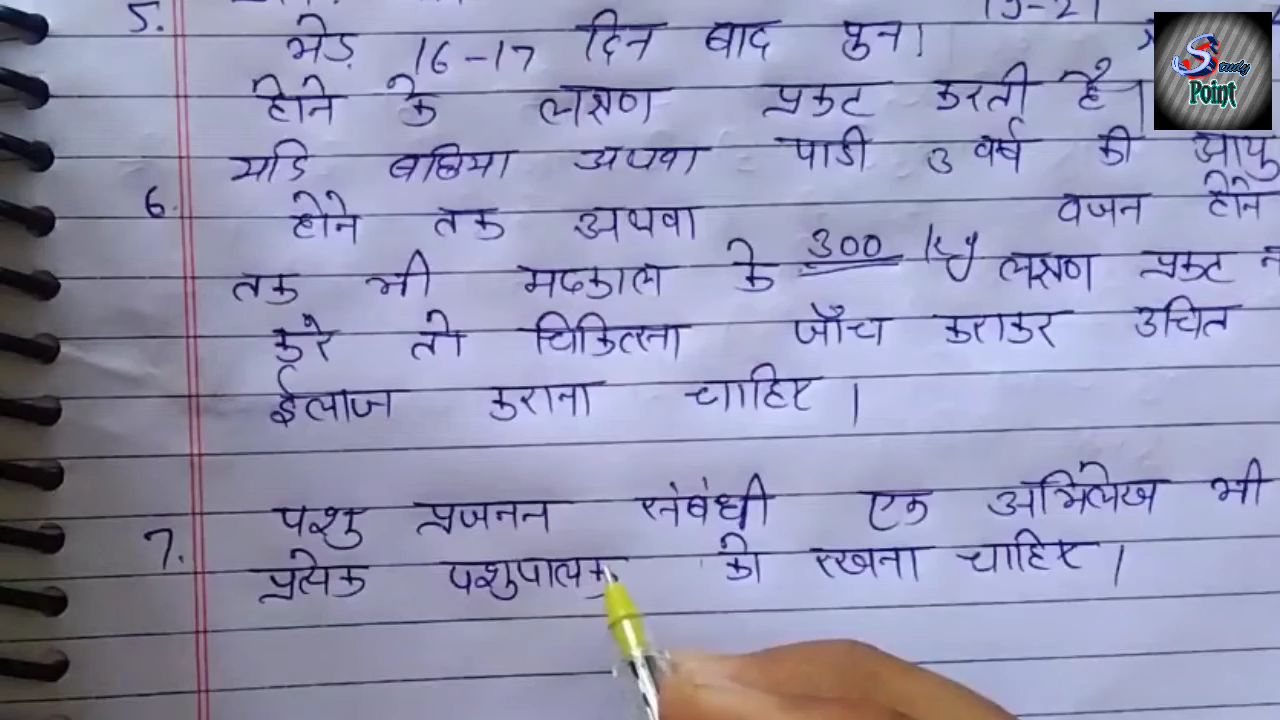 5.
19-21
भेड़ 16-17 दिन बाद पुनः
होने के लक्षण प्रकट करती है।
6. यदि बछिया अथवा पाडी 3 वर्ष की आयु
होने तक अथवा 300 kg वजन होने
तक भी मदकाल के लक्षण प्रकट न
करे तो चिकित्सा जाँच कराकर उचित
ईलाज कराना चाहिए।
7. पशु प्रजनन संबंधी एक अभिलेख भी
प्रत्येक पशुपालक को रखना चाहिए।
Study
Point